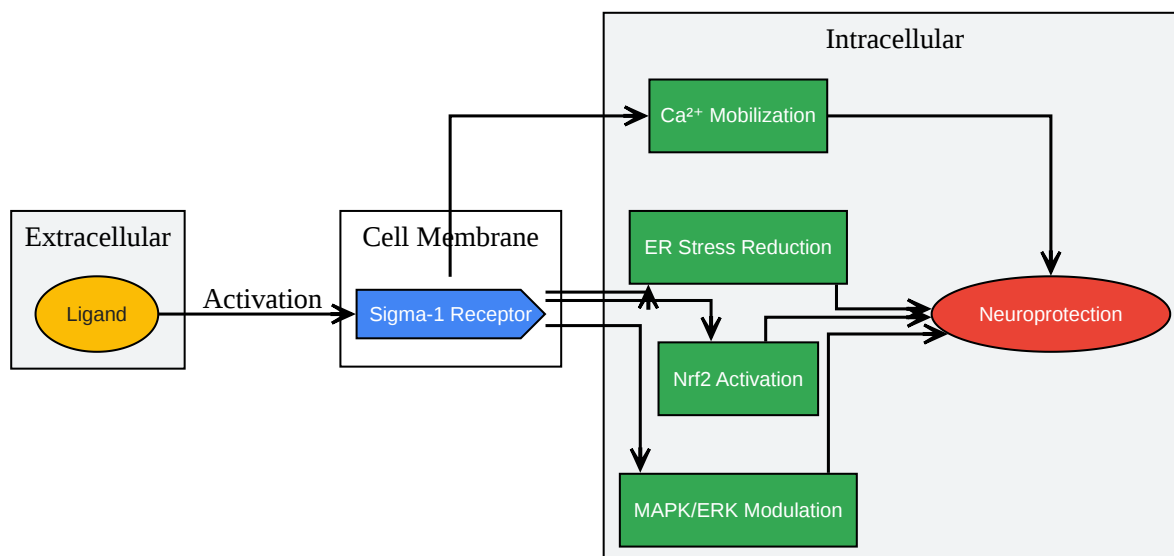 Intracellular
Ca²⁺ Mobilization
Extracellular
Cell Membrane
ER Stress Reduction
Ligand
Activation
Sigma-1 Receptor
Neuroprotection
Nrf2 Activation
MAPK/ERK Modulation